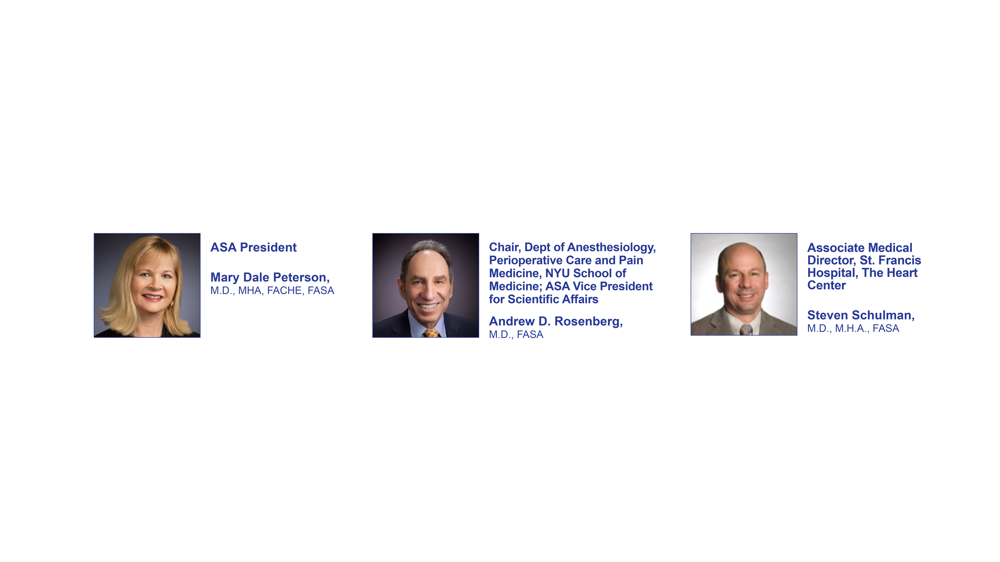 ASA President
Mary Dale Peterson,
M.D., MHA, FACHE, FASA
Chair, Dept of Anesthesiology,
Perioperative Care and Pain
Medicine, NYU School of
Medicine; ASA Vice President
for Scientific Affairs
Andrew D. Rosenberg,
M.D., FASA
Associate Medical
Director, St. Francis
Hospital, The Heart
Center
Steven Schulman,
M.D., M.H.A., FASA